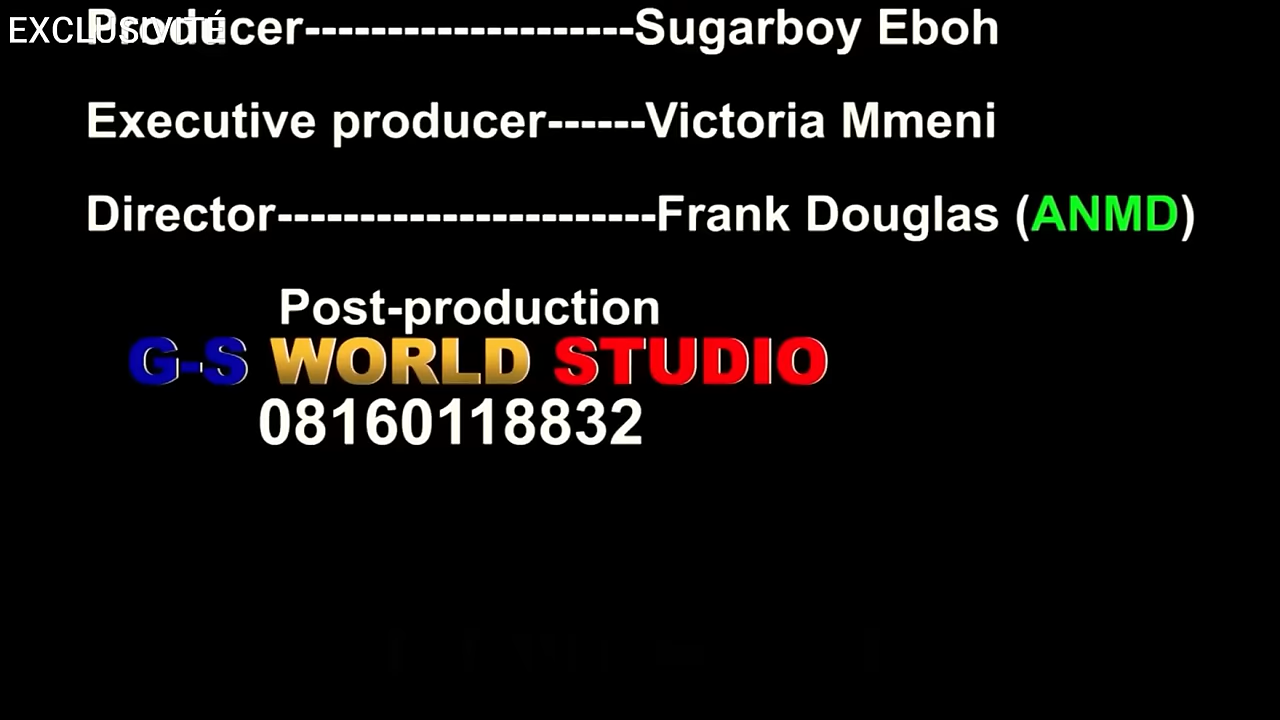 EXCLUSIVITÉ
Producer--------------------Sugarboy Eboh
Executive producer------Victoria Mmeni
Director-----------------------Frank Douglas (ANMD)
Post-production
G-S WORLD STUDIO
08160118832